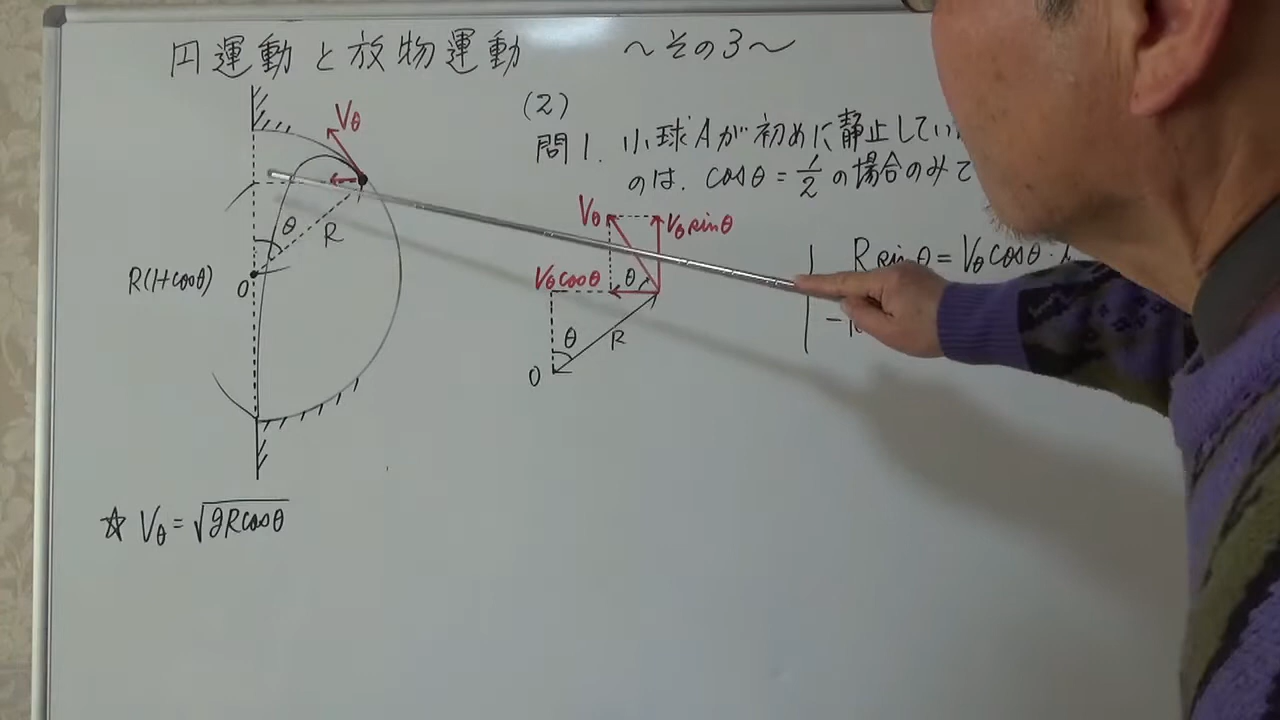 円運動と放物運動 〜その3〜
(2)
問1. 小球Aが初めに静止してい
のは、cosθ=1/2の場合のみで
Vθ
θ
R
R(1+cosθ)
O
Vθ
Vθsinθ
Vθcosθ
θ
θ
R
O
Rsinθ=Vθcosθ・
☆ Vθ=√gRcosθ